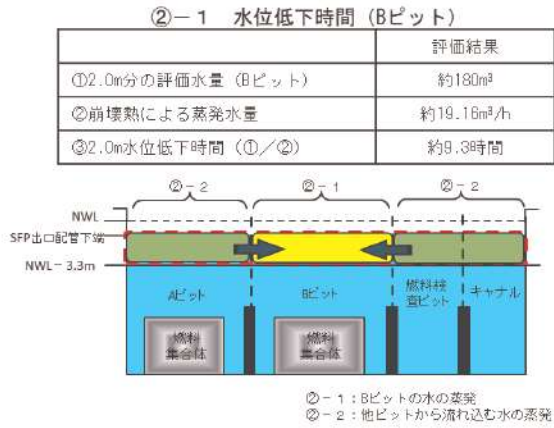 ②-1 水位低下時間（Bピット）
評価結果
①2.0m分の評価水量（Bピット） 約180m³
②崩壊熱による蒸発水量 約19.16m³/h
③2.0m水位低下時間（①／②） 約9.3時間
②-2 ②-1 ②-2
NWL
SFP出口配管下端
NWL-3.3m
Aピット Bピット 燃料検査ピット キャナル
燃料集合体 燃料集合体
②-1：Bピットの水の蒸発
②-2：他ピットから流れ込む水の蒸発